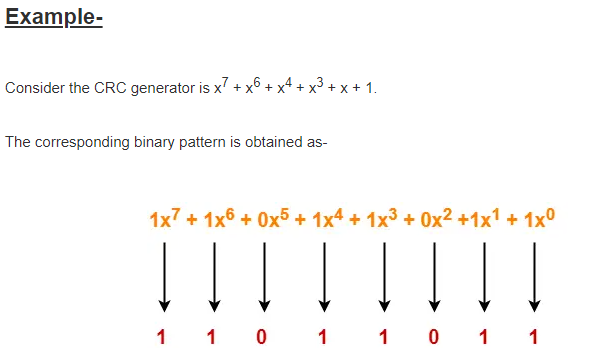 Example-
Consider the CRC generator is x⁷ + x⁶ + x⁴ + x³ + x + 1.
The corresponding binary pattern is obtained as-
1x⁷ + 1x⁶ + 0x⁵ + 1x⁴ + 1x³ + 0x² +1x¹ + 1x⁰
1 1 0 1 1 0 1 1